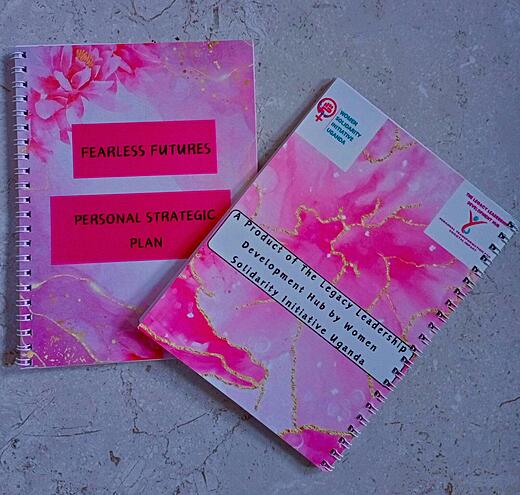 FEARLESS FUTURES
PERSONAL STRATEGIC
PLAN
WOMEN
SOLIDARITY
INITIATIVE
UGANDA
THE LEGACY LEADERSHIP
DEVELOPMENT HUB
A Product of The Legacy Leadership
Development Hub by Women
Solidarity Initiative Uganda